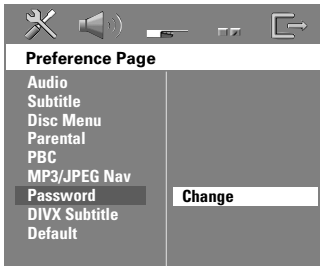 Preference Page
Audio
Subtitle
Disc Menu
Parental
PBC
MP3/JPEG Nav
Password
Change
DIVX Subtitle
Default